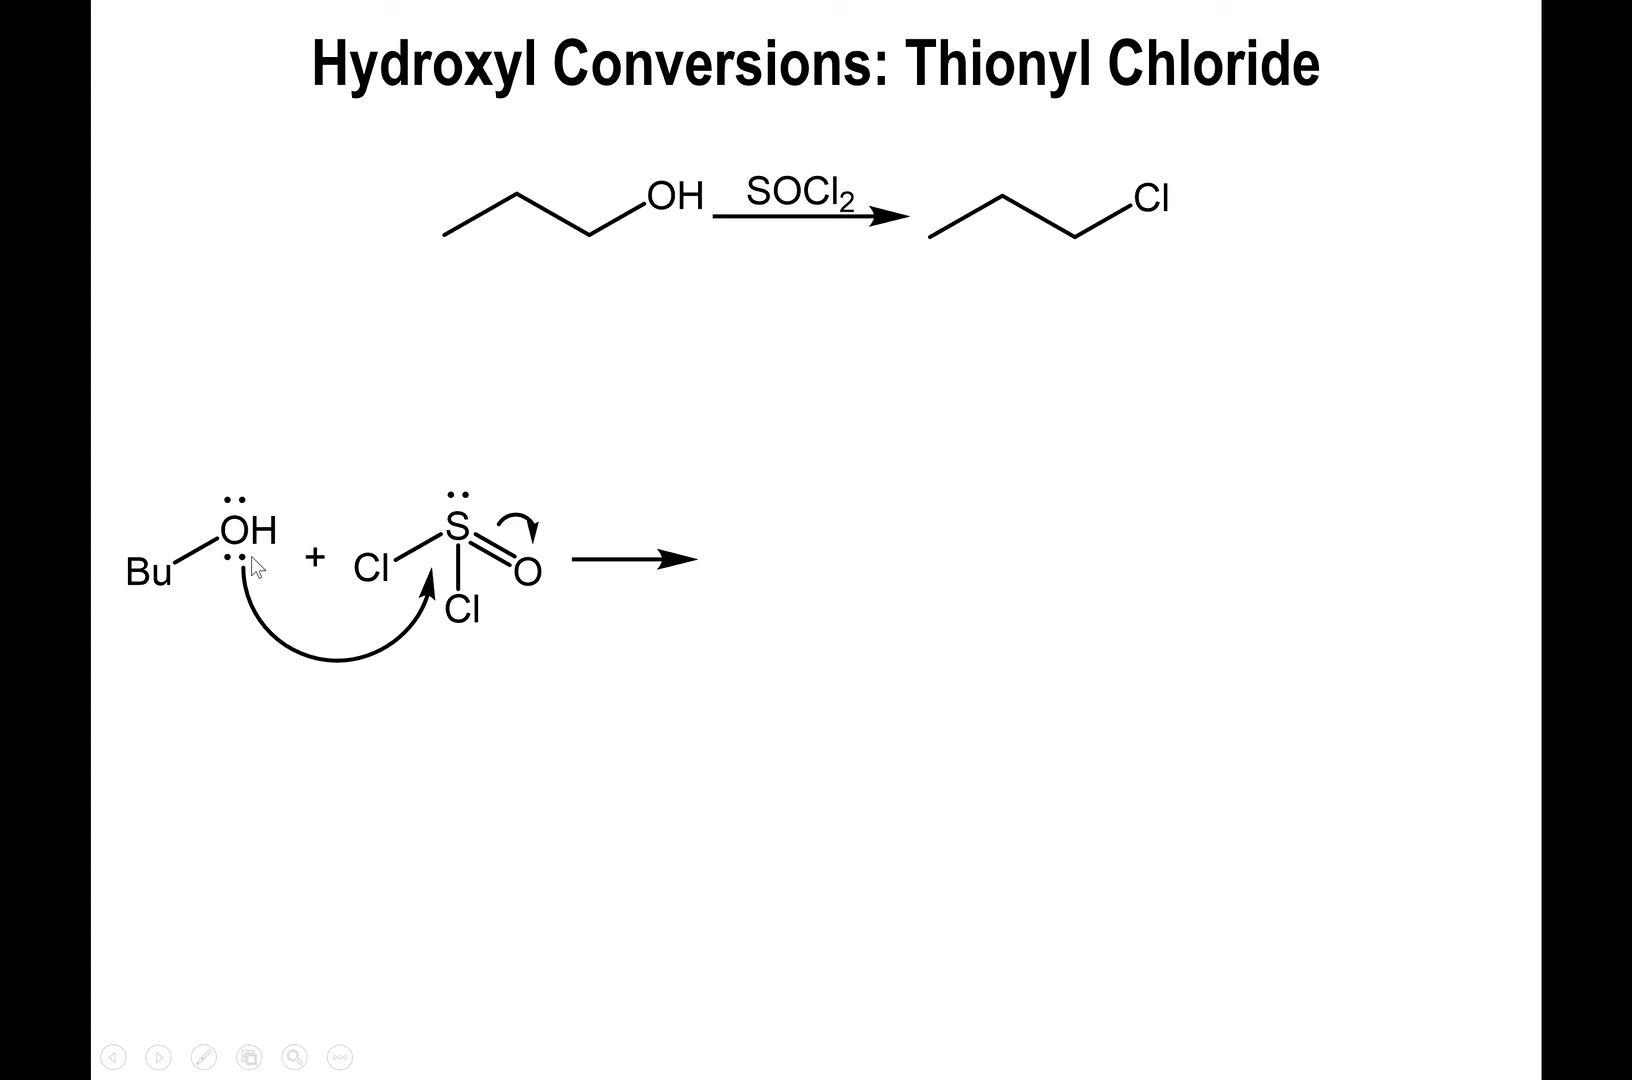 Hydroxyl Conversions: Thionyl Chloride
OH SOCl₂ Cl
Bu OH + Cl S O Cl